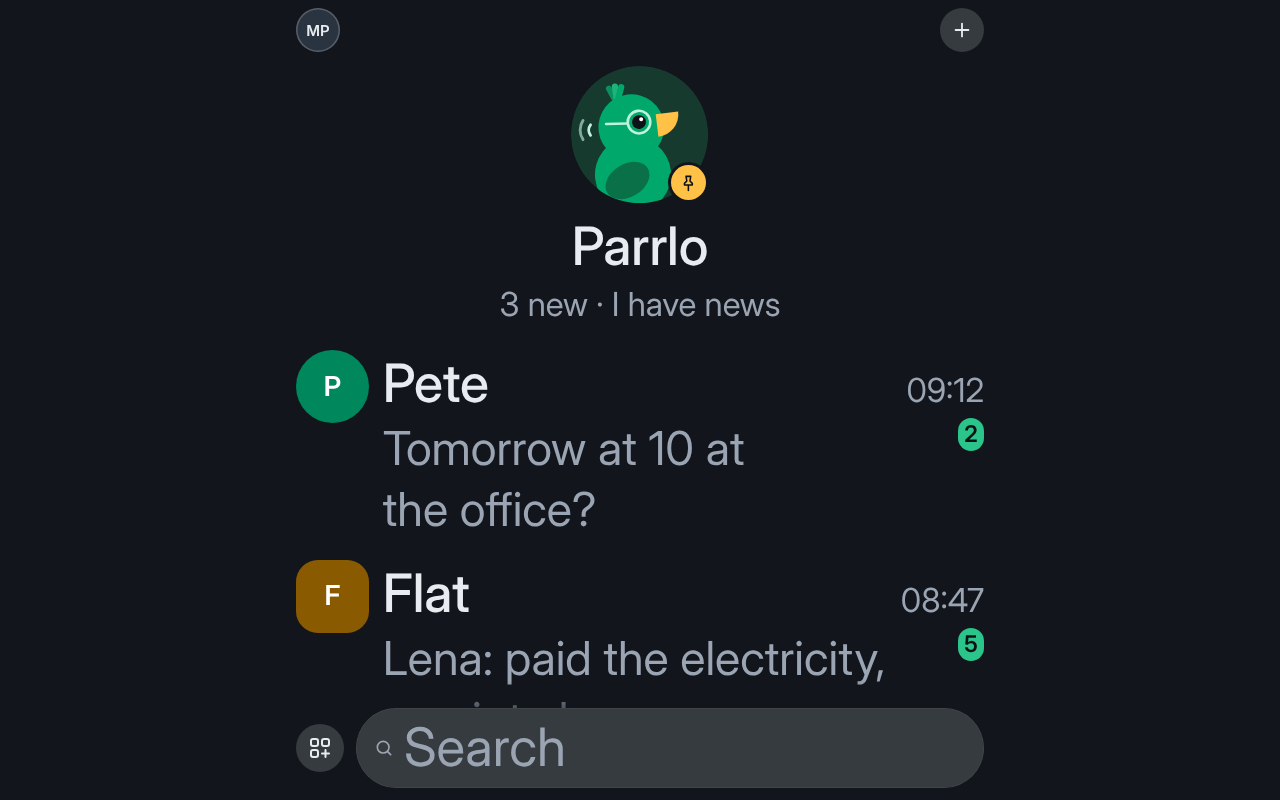 MP
Parrlo
3 new · I have news
P
Pete
09:12
Tomorrow at 10 at
2
the office?
F
Flat
08:47
Lena: paid the electricity,
5
Search